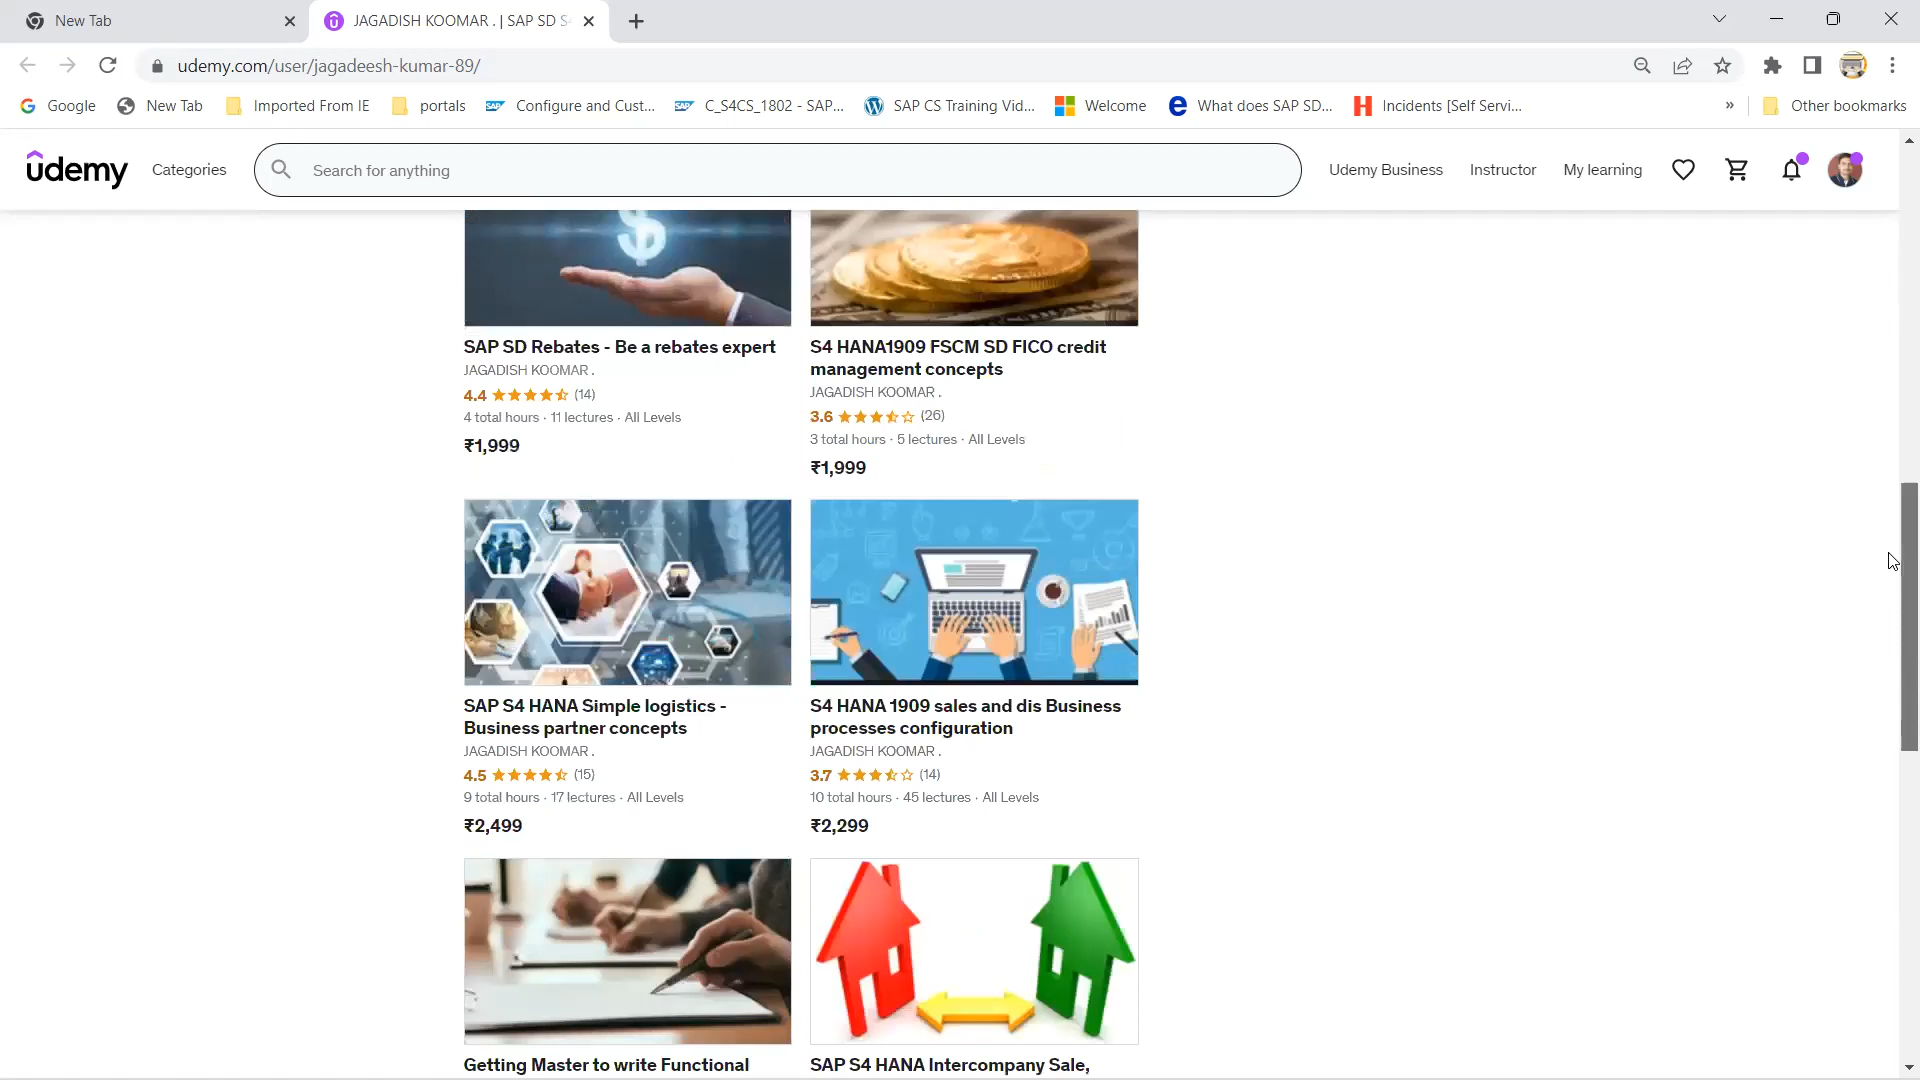 New Tab
JAGADISH KOOMAR . | SAP SD S
udemy.com/user/jagadeesh-kumar-89/
Google
New Tab
Imported From IE
portals
Configure and Cust...
C_S4CS_1802 - SAP...
SAP CS Training Vid...
Welcome
What does SAP SD...
Incidents [Self Servi...
»
Other bookmarks
udemy
Categories
Search for anything
Udemy Business
Instructor
My learning
SAP SD Rebates - Be a rebates expert
JAGADISH KOOMAR .
4.4 (14)
4 total hours · 11 lectures · All Levels
₹1,999
S4 HANA1909 FSCM SD FICO credit
management concepts
JAGADISH KOOMAR .
3.6 (26)
3 total hours · 5 lectures · All Levels
₹1,999
SAP S4 HANA Simple logistics -
Business partner concepts
JAGADISH KOOMAR .
4.5 (15)
9 total hours · 17 lectures · All Levels
₹2,499
S4 HANA 1909 sales and dis Business
processes configuration
JAGADISH KOOMAR .
3.7 (14)
10 total hours · 45 lectures · All Levels
₹2,299
Getting Master to write Functional
SAP S4 HANA Intercompany Sale,